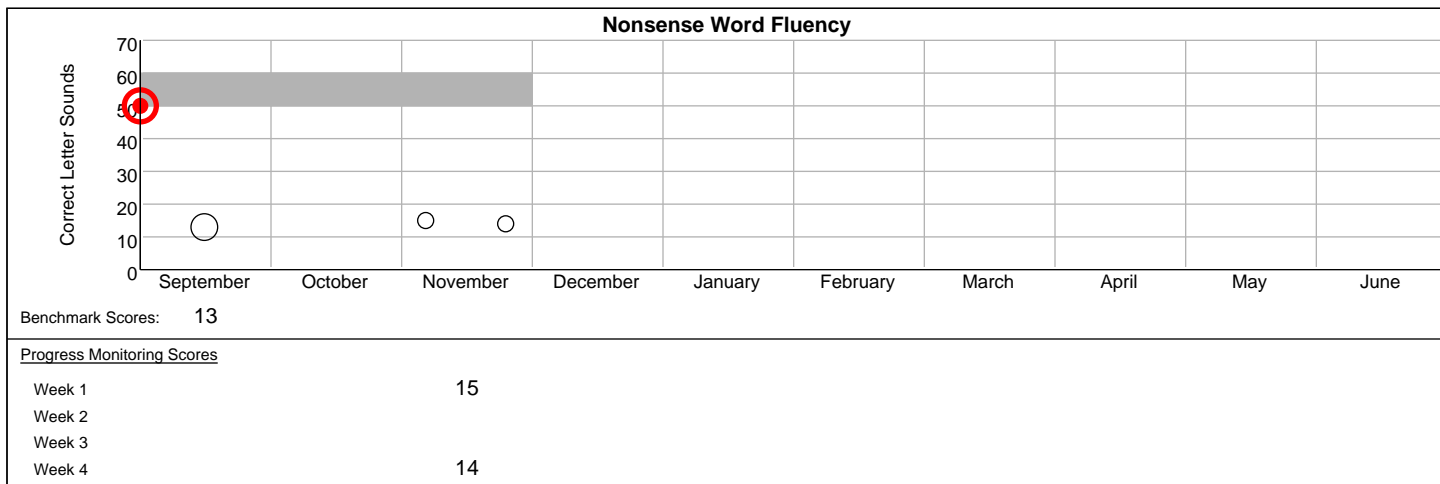 Nonsense Word Fluency
Correct Letter Sounds
70
60
50
40
30
20
10
0
September October November December January February March April May June
Benchmark Scores: 13
Progress Monitoring Scores
Week 1 15
Week 2
Week 3
Week 4 14